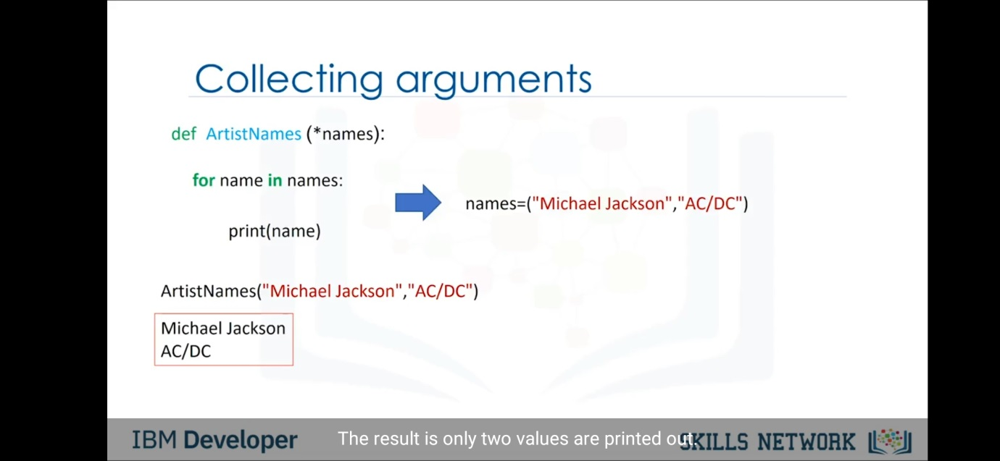 Collecting arguments
def ArtistNames (*names):
for name in names:
names=("Michael Jackson","AC/DC")
print(name)
ArtistNames("Michael Jackson","AC/DC")
Michael Jackson
AC/DC
IBM Developer
The result is only two values are printed out.
SKILLS NETWORK